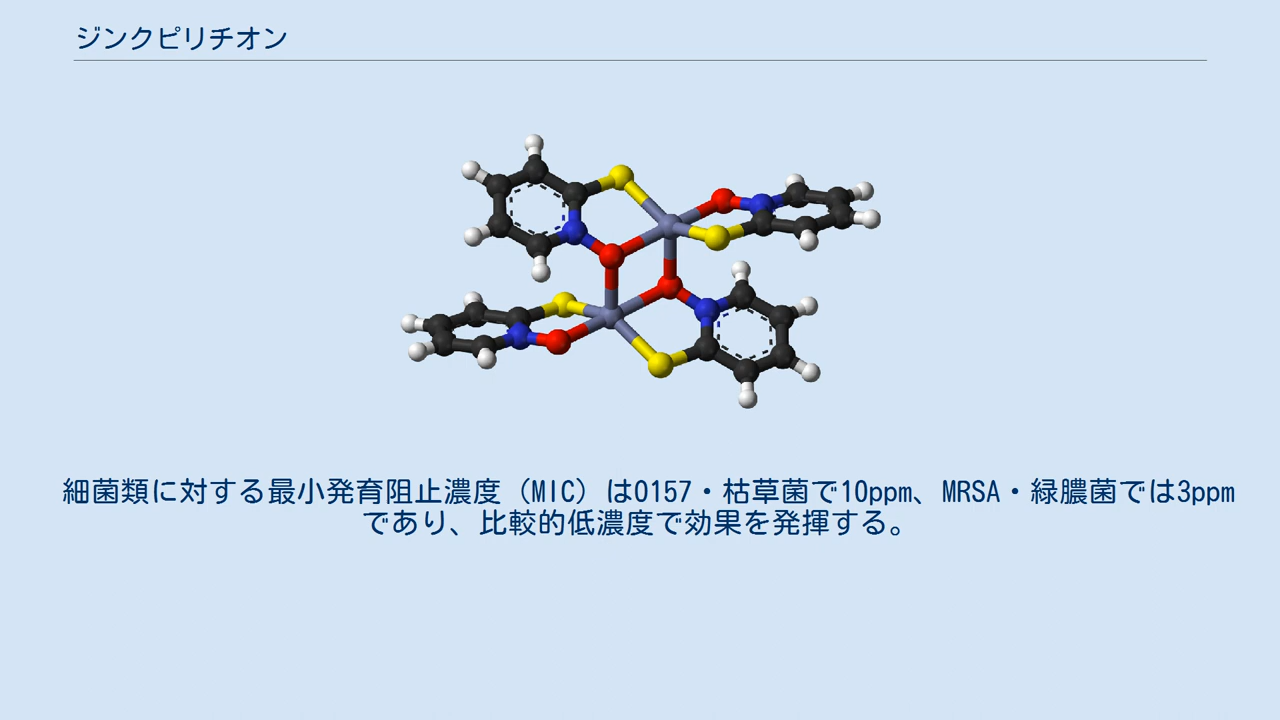 ジンクピリチオン
細菌類に対する最小発育阻止濃度（MIC）はO157・枯草菌で10ppm、MRSA・緑膿菌では3ppm
であり、比較的低濃度で効果を発揮する。